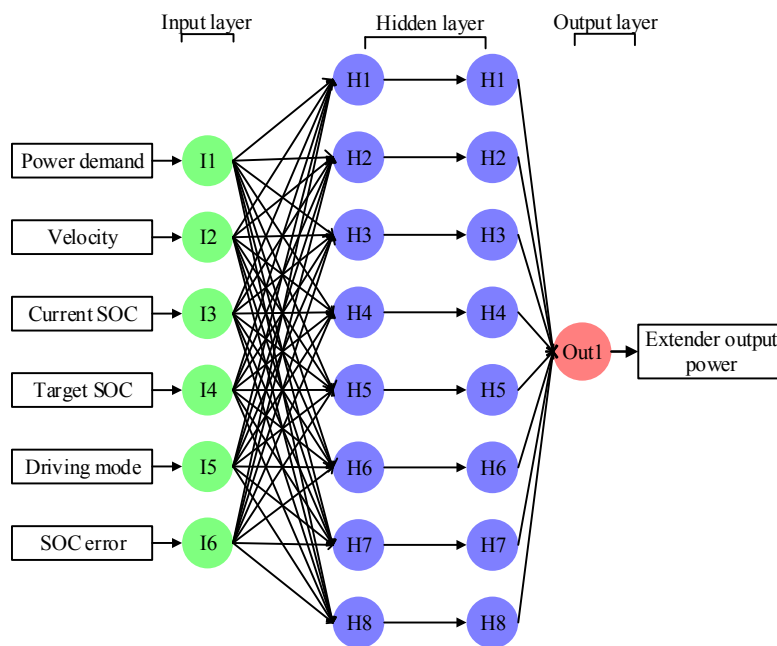 Input layer
Hidden layer
Output layer
H1
H1
Power demand
I1
H2
H2
Velocity
I2
H3
H3
Current SOC
I3
H4
H4
Out1
Extender output
power
Target SOC
I4
H5
H5
Driving mode
I5
H6
H6
SOC error
I6
H7
H7
H8
H8